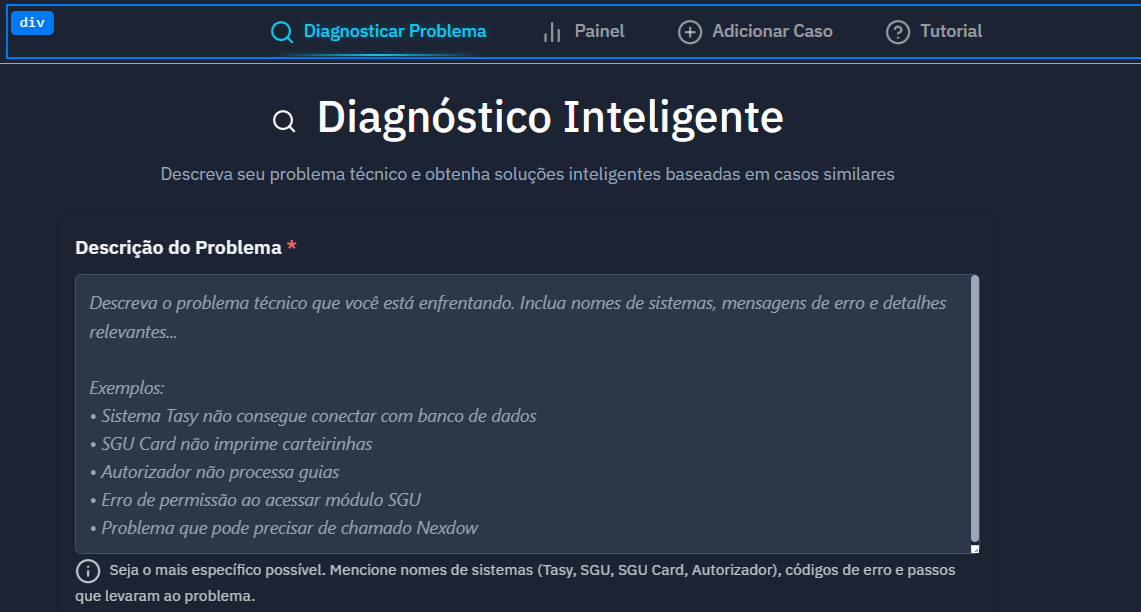 div
Diagnosticar Problema Painel Adicionar Caso Tutorial
Diagnóstico Inteligente
Descreva seu problema técnico e obtenha soluções inteligentes baseadas em casos similares
Descrição do Problema *
Descreva o problema técnico que você está enfrentando. Inclua nomes de sistemas, mensagens de erro e detalhes
relevantes...
Exemplos:
• Sistema Tasy não consegue conectar com banco de dados
• SGU Card não imprime carteirinhas
• Autorizador não processa guias
• Erro de permissão ao acessar módulo SGU
• Problema que pode precisar de chamado Nexdow
Seja o mais específico possível. Mencione nomes de sistemas (Tasy, SGU, SGU Card, Autorizador), códigos de erro e passos
que levaram ao problema.